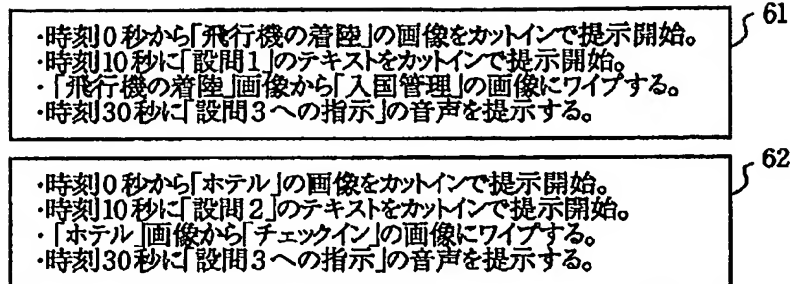 ・時刻0秒から「飛行機の着陸」の画像をカットインで提示開始。 61
・時刻10秒に「設問1」のテキストをカットインで提示開始。
・「飛行機の着陸」画像から「入国管理」の画像にワイプする。
・時刻30秒に「設問3への指示」の音声を提示する。
・時刻0秒から「ホテル」の画像をカットインで提示開始。 62
・時刻10秒に「設問2」のテキストをカットインで提示開始。
・「ホテル」画像から「チェックイン」の画像にワイプする。
・時刻30秒に「設問3への指示」の音声を提示する。